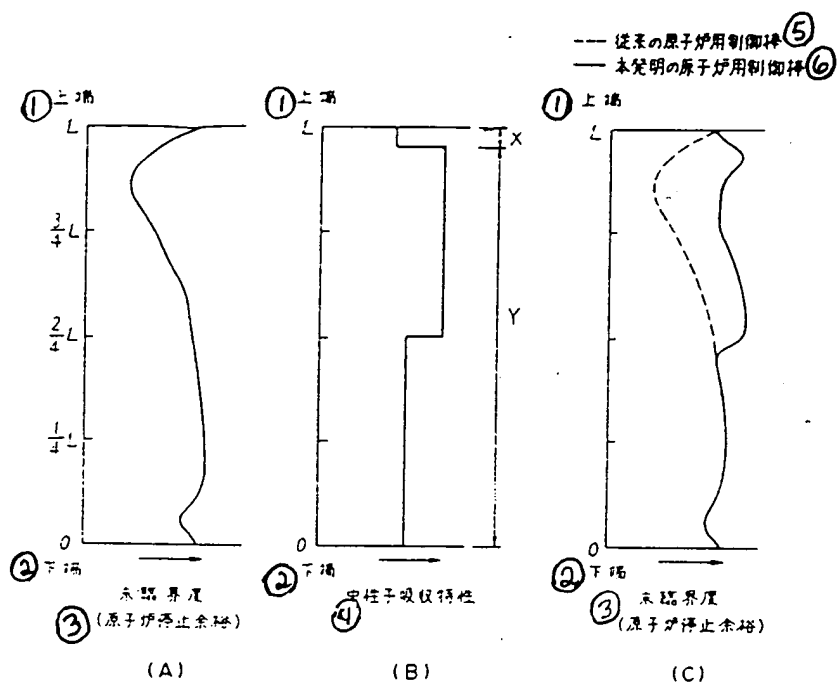 --- 従来の原子炉用制御棒 ⑤
— 本発明の原子炉用制御棒 ⑥
① 上端
L
3/4 L
2/4 L
1/4 L
0
② 下端
未臨界度
③ (原子炉停止余裕)
(A)
① 上端
L
X
Y
0
② 下端
中性子吸収特性
④
(B)
① 上端
L
0
② 下端
未臨界度
③ (原子炉停止余裕)
(C)